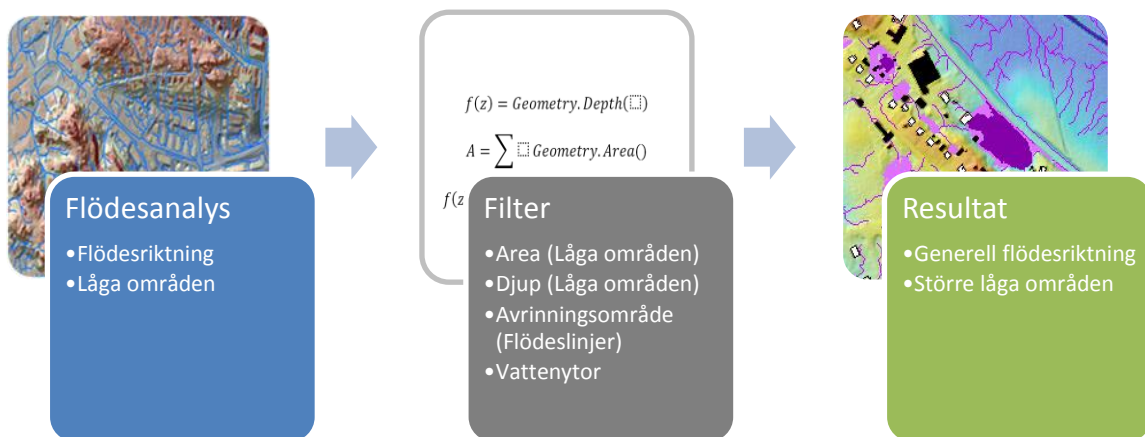 f(z) = Geometry.Depth(⬚)
A = ∑ ⬚ Geometry.Area()
f(z
Flödesanalys
•Flödesriktning
•Låga områden
Filter
•Area (Låga områden)
•Djup (Låga områden)
•Avrinningsområde
(Flödeslinjer)
•Vattenytor
Resultat
•Generell flödesriktning
•Större låga områden